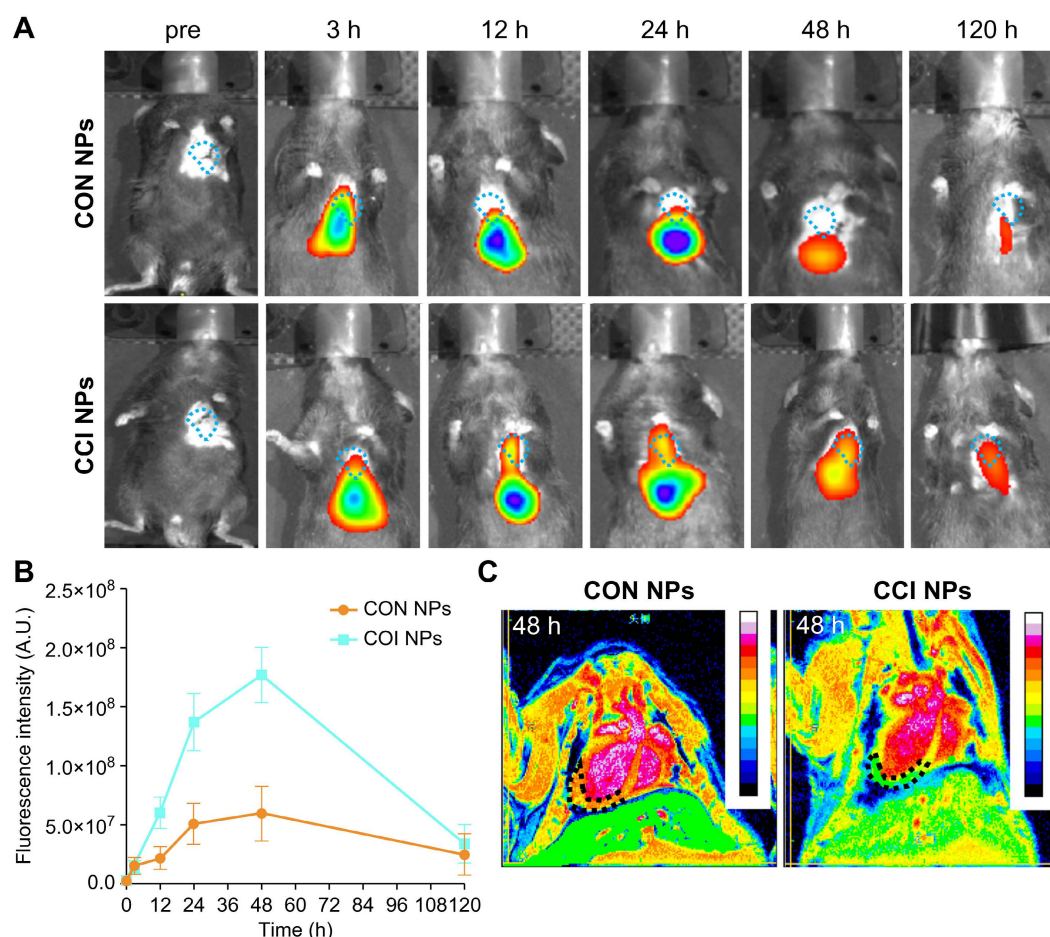 A
pre 3 h 12 h 24 h 48 h 120 h
CON NPs
CCI NPs
B
Fluorescence intensity (A.U.)
2.5×10⁸
2.0×10⁸
1.5×10⁸
1.0×10⁸
5.0×10⁷
0.0
CON NPs
COI NPs
0 12 24 36 48 60 72 84 96 108 120
Time (h)
C
CON NPs CCI NPs
48 h 48 h